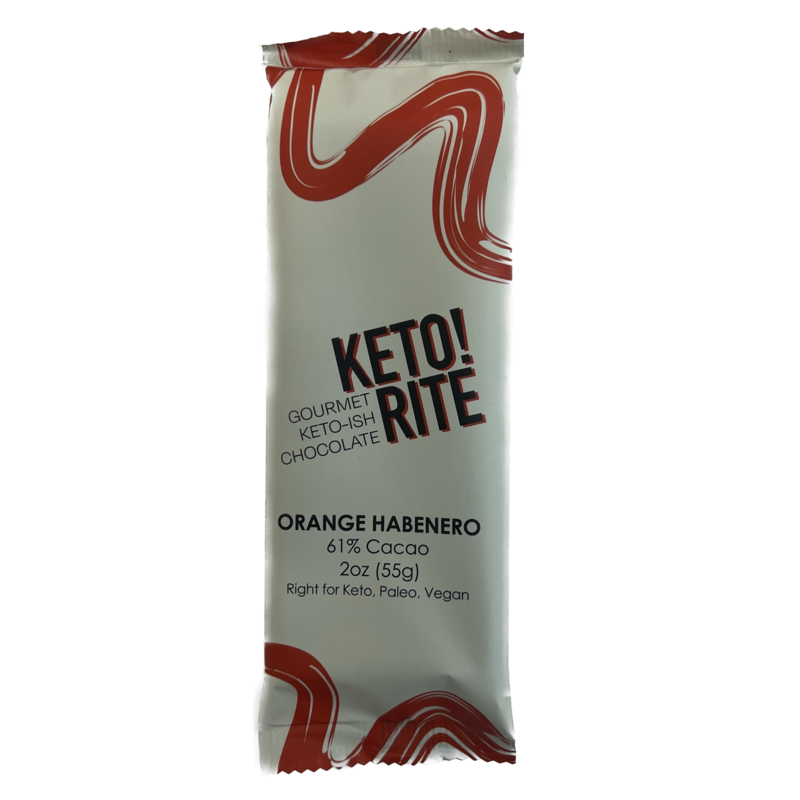 KETO!
RITE
GOURMET
KETO-ISH
CHOCOLATE
ORANGE HABENERO
61% Cacao
2oz (55g)
Right for Keto, Paleo, Vegan